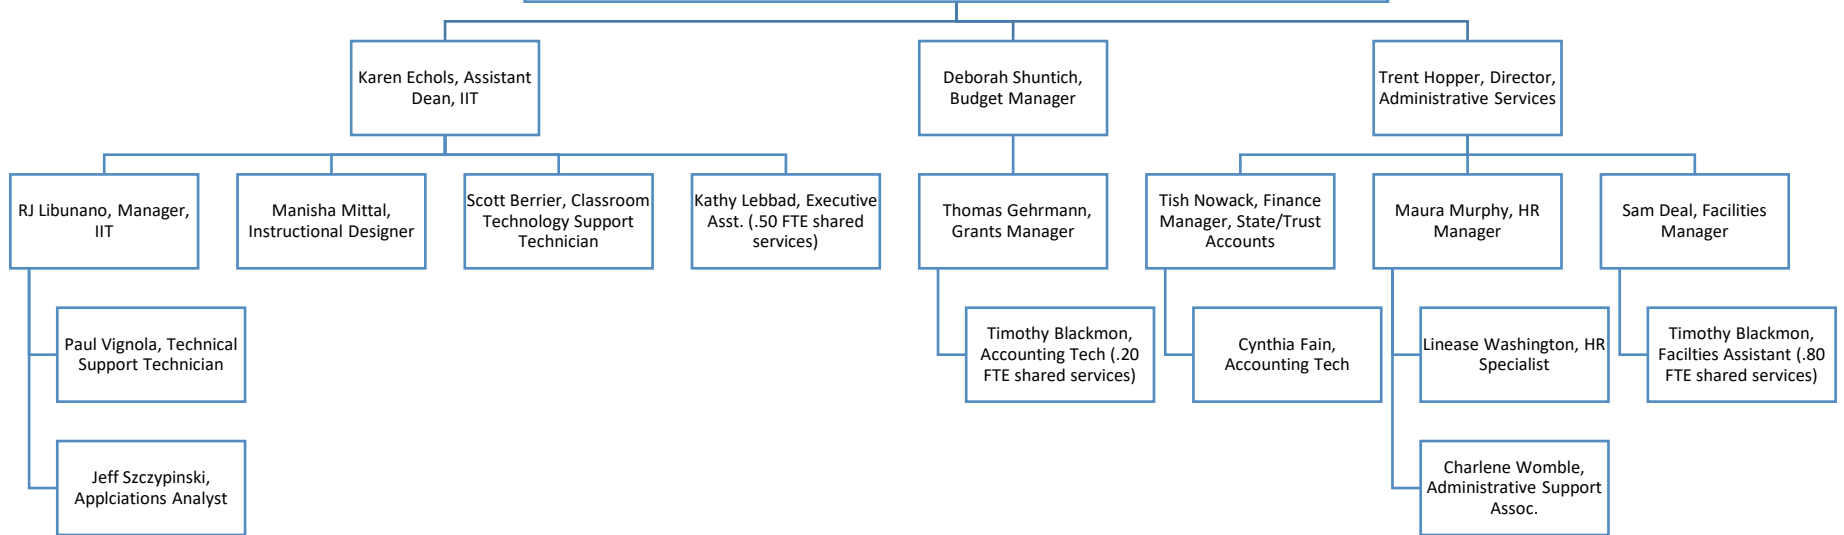 Karen Echols, Assistant
Dean, IIT
Deborah Shuntich,
Budget Manager
Trent Hopper, Director,
Administrative Services
RJ Libunano, Manager,
IIT
Manisha Mittal,
Instructional Designer
Scott Berrier, Classroom
Technology Support
Technician
Kathy Lebbad, Executive
Asst. (.50 FTE shared
services)
Thomas Gehrmann,
Grants Manager
Tish Nowack, Finance
Manager, State/Trust
Accounts
Maura Murphy, HR
Manager
Sam Deal, Facilities
Manager
Paul Vignola, Technical
Support Technician
Timothy Blackmon,
Accounting Tech (.20
FTE shared services)
Cynthia Fain,
Accounting Tech
Linease Washington, HR
Specialist
Timothy Blackmon,
Facilties Assistant (.80
FTE shared services)
Jeff Szczypinski,
Applciations Analyst
Charlene Womble,
Administrative Support
Assoc.